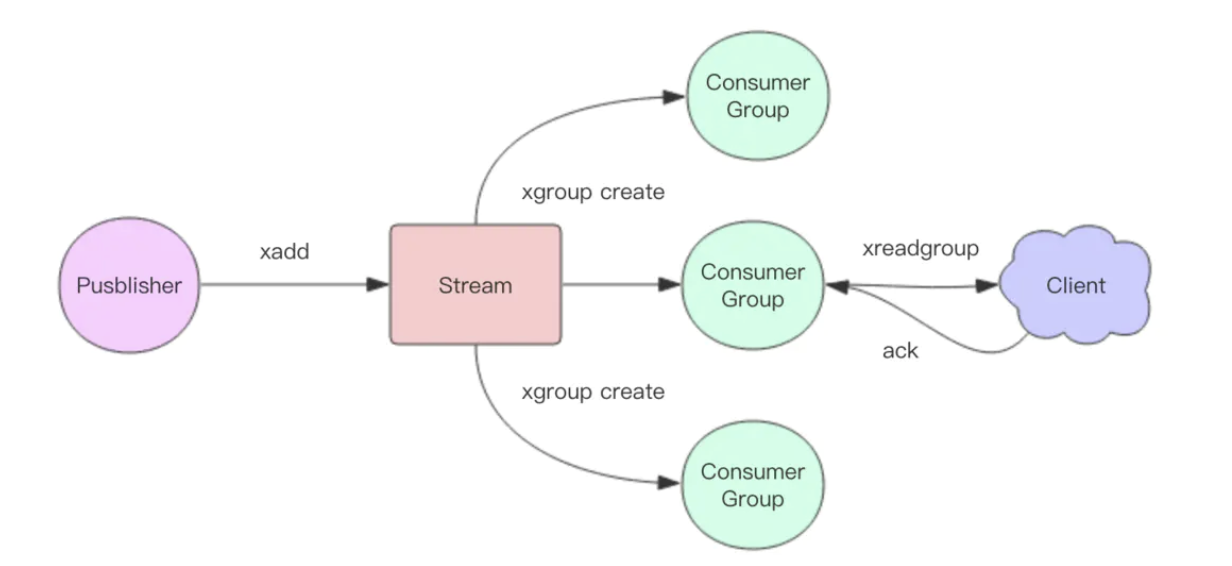 Consumer
Group
xgroup create
xadd
Pusblisher
Stream
Consumer
Group
xreadgroup
Client
ack
xgroup create
Consumer
Group